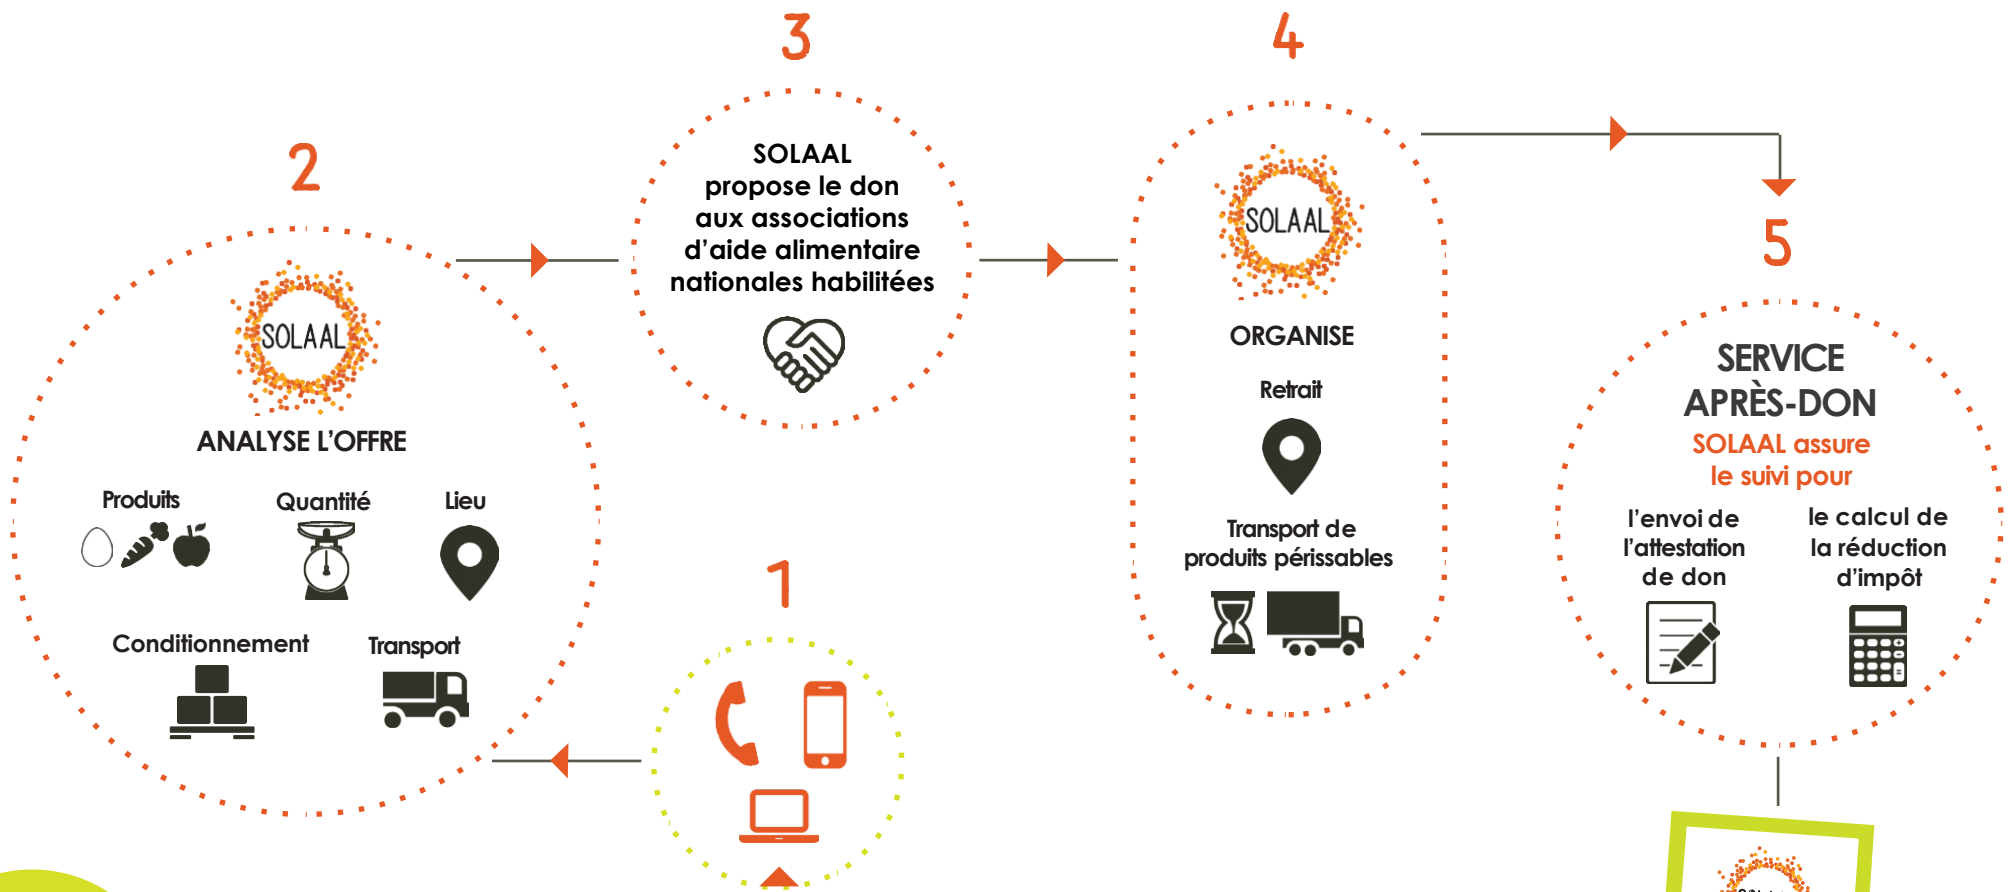 1
2
SOLAAL
ANALYSE L’OFFRE
Produits
Quantité
Lieu
Conditionnement
Transport
3
SOLAAL
propose le don
aux associations
d’aide alimentaire
nationales habilitées
4
SOLAAL
ORGANISE
Retrait
Transport de
produits périssables
5
SERVICE
APRÈS-DON
SOLAAL assure
le suivi pour
l’envoi de
l’attestation
de don
le calcul de
la réduction
d’impôt